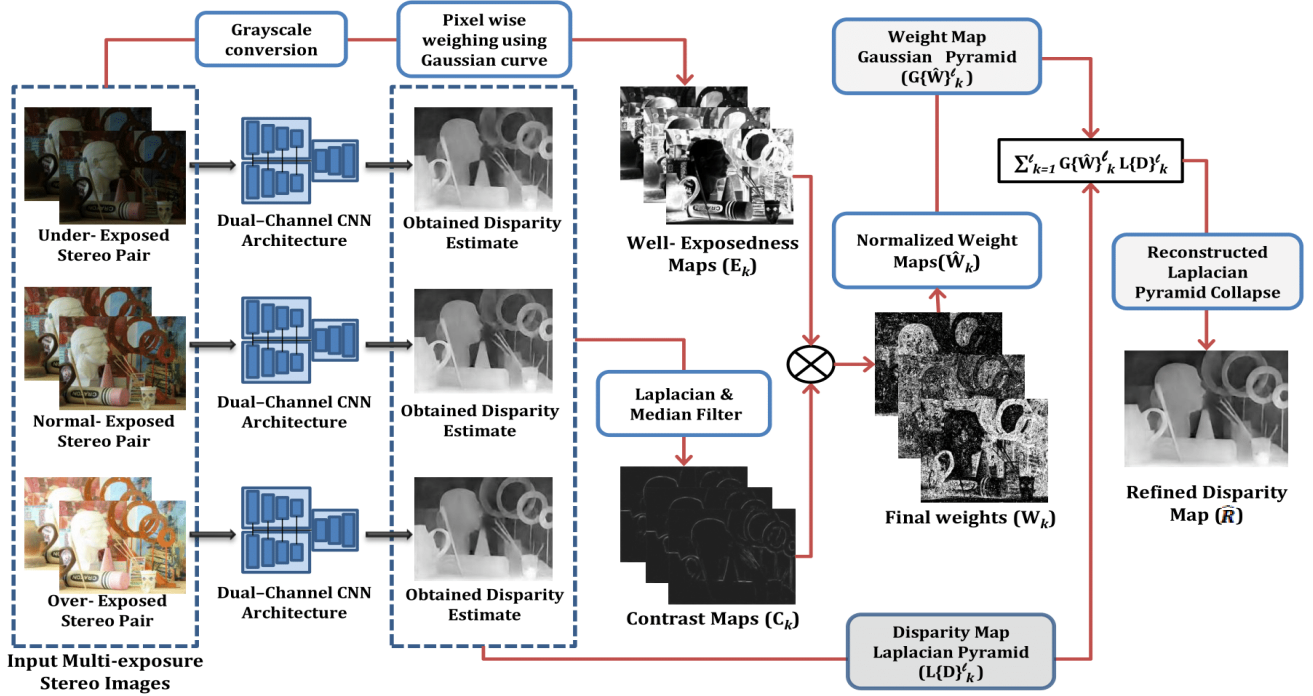 Grayscale
conversion
Pixel wise
weighing using
Gaussian curve
Weight Map
Gaussian Pyramid
(G{Ŵ}ℓₖ)
Under- Exposed
Stereo Pair
Dual–Channel CNN
Architecture
Obtained Disparity
Estimate
Well- Exposedness
Maps (Eₖ)
Normalized Weight
Maps(Ŵₖ)
∑ℓₖ₌₁ G{Ŵ}ℓₖ L{D}ℓₖ
Reconstructed
Laplacian
Pyramid Collapse
Normal- Exposed
Stereo Pair
Dual–Channel CNN
Architecture
Obtained Disparity
Estimate
Laplacian &
Median Filter
Final weights (Wₖ)
Refined Disparity
Map (R̂)
CRAYON
Over- Exposed
Stereo Pair
Dual–Channel CNN
Architecture
Obtained Disparity
Estimate
Contrast Maps (Cₖ)
Disparity Map
Laplacian Pyramid
(L{D}ℓₖ)
Input Multi-exposure
Stereo Images